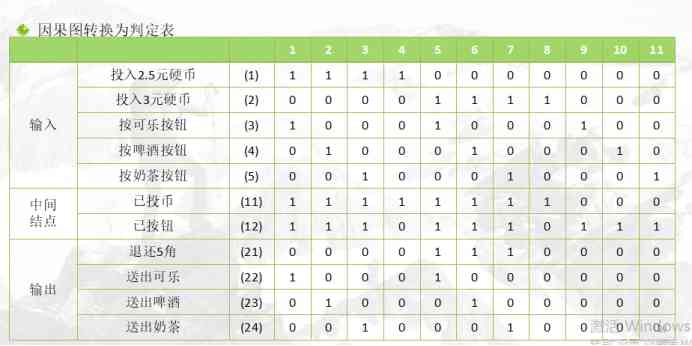 因果图转换为判定表
1 2 3 4 5 6 7 8 9 10 11
输入
投入2.5元硬币 (1) 1 1 1 1 0 0 0 0 0 0 0
投入3元硬币 (2) 0 0 0 0 1 1 1 1 0 0 0
按可乐按钮 (3) 1 0 0 0 1 0 0 0 1 0 0
按啤酒按钮 (4) 0 1 0 0 0 1 0 0 0 1 0
按奶茶按钮 (5) 0 0 1 0 0 0 1 0 0 0 1
中间
结点
已投币 (11) 1 1 1 1 1 1 1 1 0 0 0
已按钮 (12) 1 1 1 0 1 1 1 0 1 1 1
输出
退还5角 (21) 0 0 0 0 1 1 1 0 0 0 0
送出可乐 (22) 1 0 0 0 1 0 0 0 0 0 0
送出啤酒 (23) 0 1 0 0 0 1 0 0 0 0 0
送出奶茶 (24) 0 0 1 0 0 0 1 0 0 0 0
激活 Windows